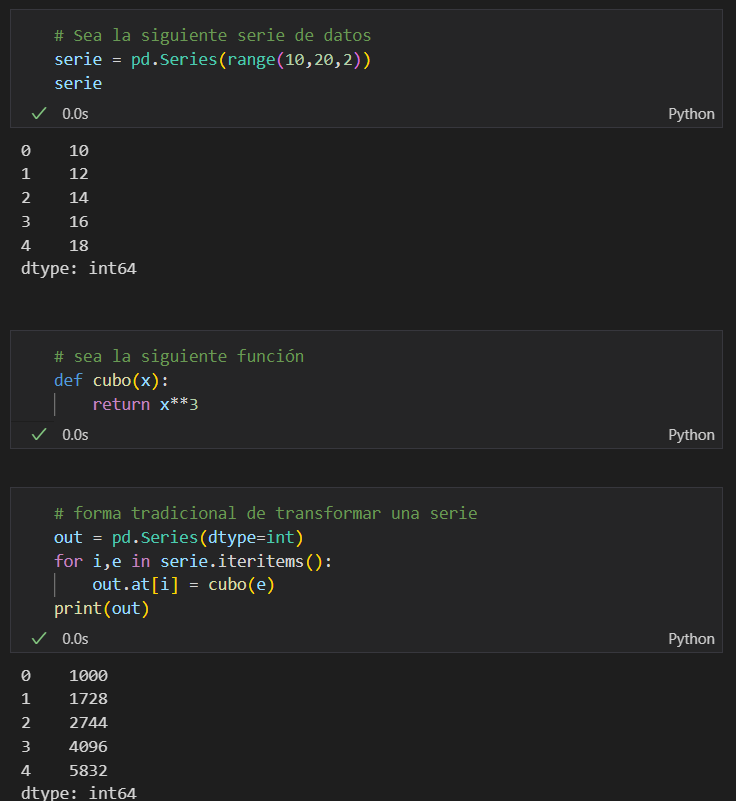 # Sea la siguiente serie de datos
serie = pd.Series(range(10,20,2))
serie
0.0s
Python
0    10
1    12
2    14
3    16
4    18
dtype: int64
# sea la siguiente función
def cubo(x):
    return x**3
0.0s
Python
# forma tradicional de transformar una serie
out = pd.Series(dtype=int)
for i,e in serie.iteritems():
    out.at[i] = cubo(e)
print(out)
0.0s
Python
0    1000
1    1728
2    2744
3    4096
4    5832
dtype: int64